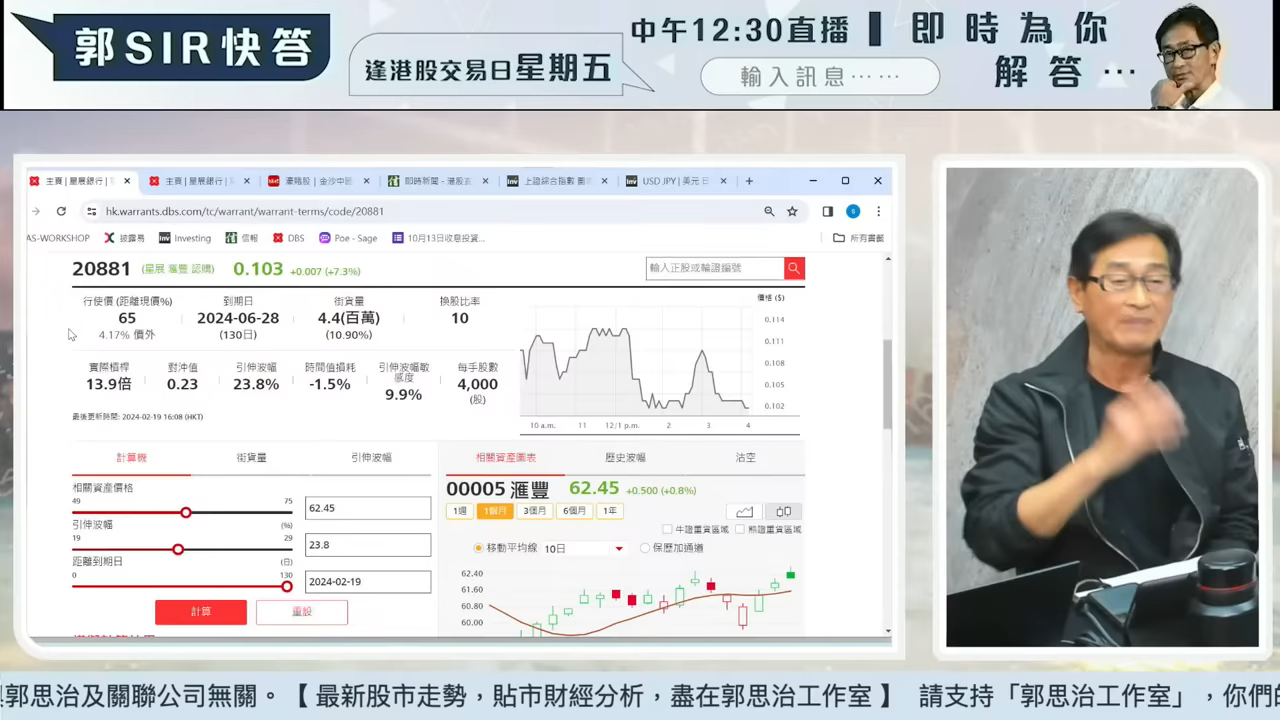 郭SIR快答
逢港股交易日星期五
中午12:30直播 即時為你
解答…
輸入訊息……
主頁 | 星展銀行 |
主頁 | 星展銀行 |
濠賭股 | 金沙中國
即時新聞 - 港股
上證綜合指數
USD JPY | 美元
hk.warrants.dbs.com/tc/warrant/warrant-terms/code/20881
AS-WORKSHOP
披露易
Investing
信報
DBS
Poe - Sage
10月13日收息投資...
所有書籤
20881 (星展 滙豐 認購) 0.103 +0.007 (+7.3%)
輸入正股或輪證編號
行使價 (距離現價%)
65
4.17% 價外
到期日
2024-06-28
(130日)
街貨量
4.4(百萬)
(10.90%)
換股比率
10
實際槓桿
13.9倍
對沖值
0.23
引伸波幅
23.8%
時間值損耗
-1.5%
引伸波幅敏
感度
9.9%
每手股數
4,000
(股)
最後更新時間: 2024-02-19 16:08 (HKT)
價格 ($)
0.114
0.111
0.108
0.105
0.102
10 a.m. 11 12/1 p.m. 2 3 4
計算機 街貨量 引伸波幅
相關資產價格
49 75
62.45
引伸波幅 (%)
19 29
23.8
距離到期日 (日)
0 130
2024-02-19
計算 重設
相關資產圖表 歷史波幅 沽空
00005 滙豐 62.45 +0.500 (+0.8%)
1週 1個月 3個月 6個月 1年
牛證重貨區域 熊證重貨區域
移動平均線 10日 保歷加通道
62.40
61.60
60.80
60.00
郭思治及關聯公司無關。【 最新股市走勢，貼市財經分析，盡在郭思治工作室 】 請支持「郭思治工作室」，你們的